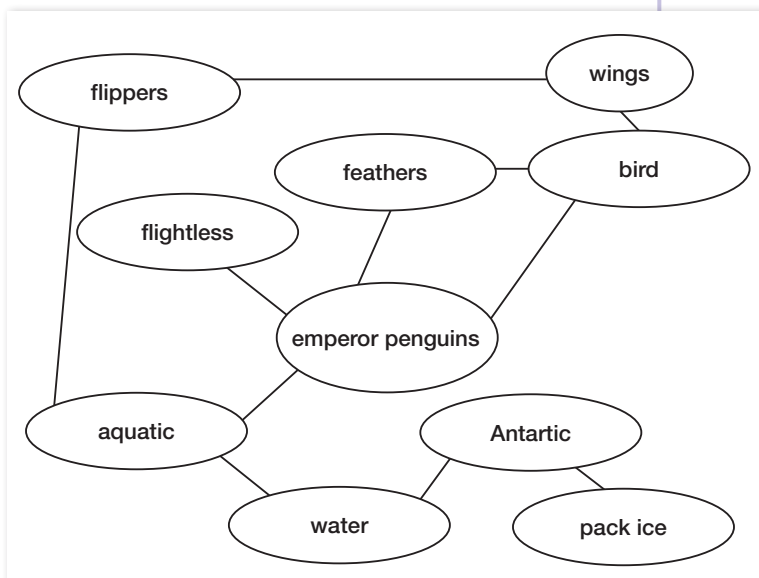 wings
flippers
bird
feathers
flightless
emperor penguins
aquatic
Antartic
water
pack ice